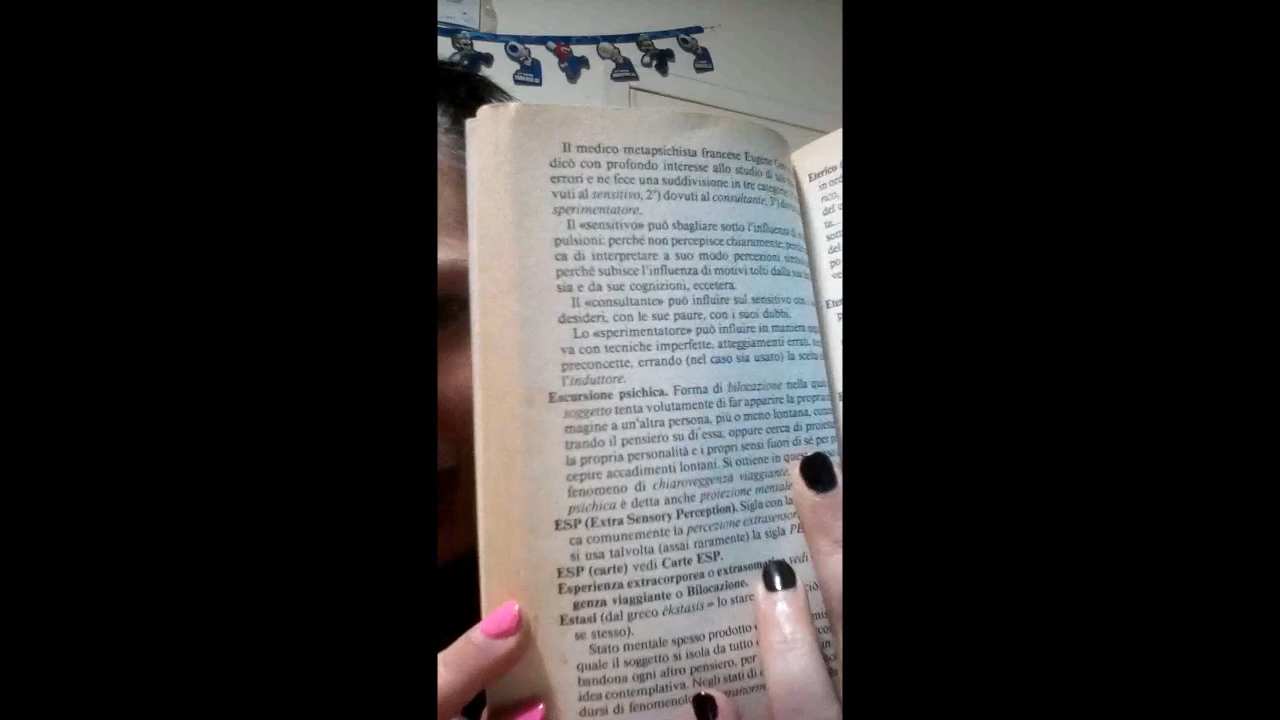 Il medico metapsichista francese Eugène
dicò con profondo interesse allo studio di
errori e ne fece una suddivisione in tre categorie
vuti al sensitivo, 2°) dovuti al consultante, 3°)
sperimentatore.
Il «sensitivo» può sbagliare sotto l'influenza
pulsioni: perché non percepisce chiaramente;
ca di interpretare a suo modo percezioni
perché subisce l'influenza di motivi tolti dalla sua
sia e da sue cognizioni, eccetera.
Il «consultante» può influire sul sensitivo con i
desideri, con le sue paure, con i suoi dubbi.
Lo «sperimentatore» può influire in maniera
va con tecniche imperfette, atteggiamenti errati,
preconcette, errando (nel caso sia usato) la scelta
l'induttore.
Escursione psichica. Forma di bilocazione nella
soggetto tenta volutamente di far apparire la propria
magine a un'altra persona, più o meno lontana,
trando il pensiero su di essa, oppure cerca di
la propria personalità e i propri sensi fuori di sé per
cepire accadimenti lontani. Si ottiene in
fenomeno di chiaroveggenza viaggiante.
psichica è detta anche proiezione mentale
ESP (Extra Sensory Perception). Sigla con la
ca comunemente la percezione
si usa talvolta (assai raramente) la sigla
ESP (carte) vedi Carte ESP.
Esperienza extracorporea o extrasomatica vedi
genza viaggiante o Bilocazione.
Estasi (dal greco èkstasis = lo stare
se stesso).
Stato mentale spesso prodotto
quale il soggetto si isola da tutto
bandona ogni altro pensiero, per
idea contemplativa. Negli stati di
darsi di
Eterico
in
del